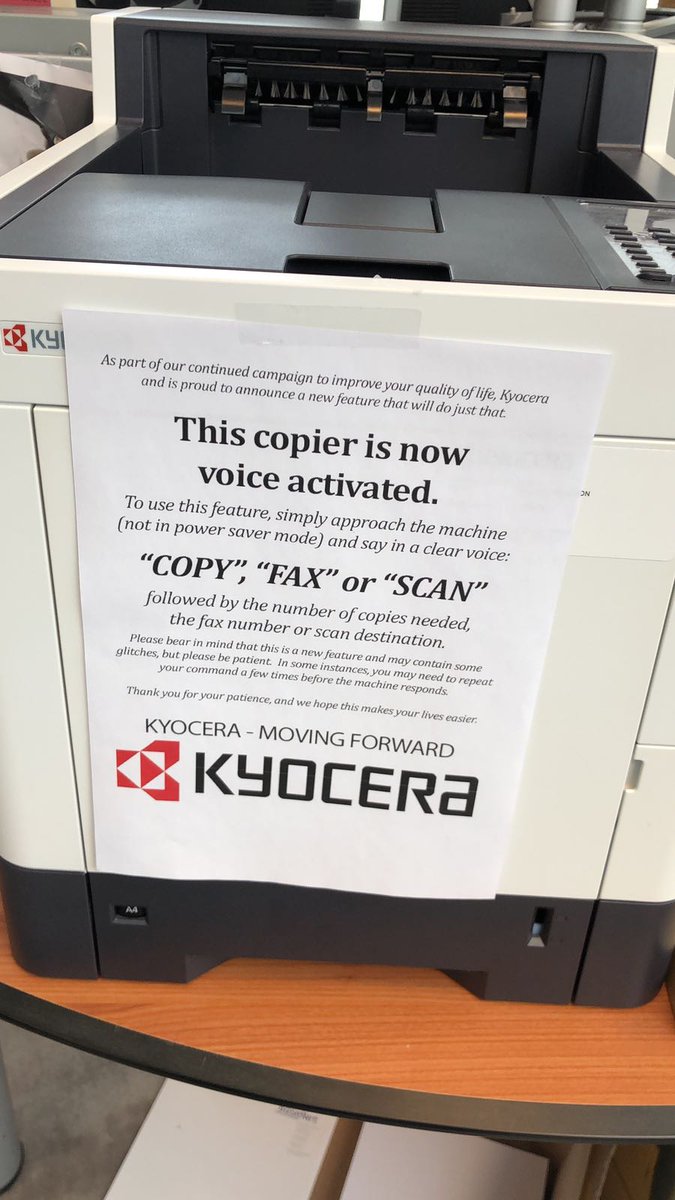 KY
As part of our continued campaign to improve your quality of life, Kyocera
and is proud to announce a new feature that will do just that.
This copier is now
voice activated.
To use this feature, simply approach the machine
(not in power saver mode) and say in a clear voice:
“COPY”, “FAX” or “SCAN”
followed by the number of copies needed,
the fax number or scan destination.
Please bear in mind that this is a new feature and may contain some
glitches, but please be patient. In some instances, you may need to repeat
your command a few times before the machine responds.
Thank you for your patience, and we hope this makes your lives easier.
KYOCERA - MOVING FORWARD
KYOCERA
ON
A4